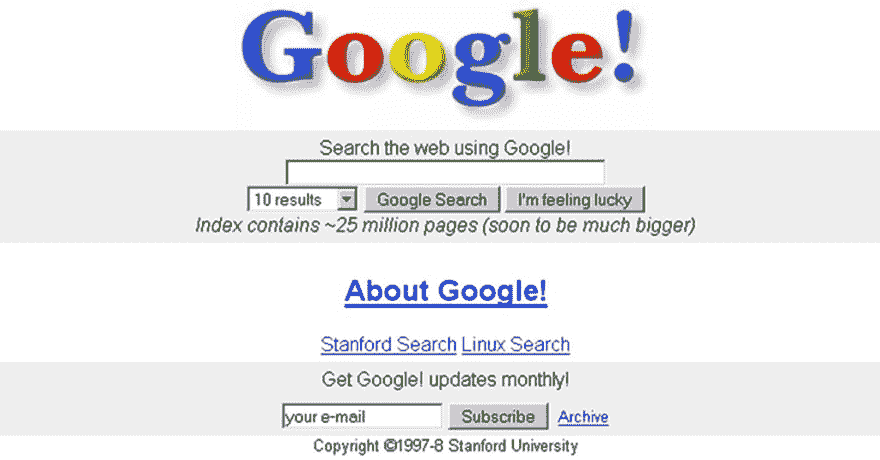 Google!
Search the web using Google!
10 results Google Search I'm feeling lucky
Index contains ~25 million pages (soon to be much bigger)
About Google!
Stanford Search Linux Search
Get Google! updates monthly!
your e-mail Subscribe Archive
Copyright ©1997-8 Stanford University